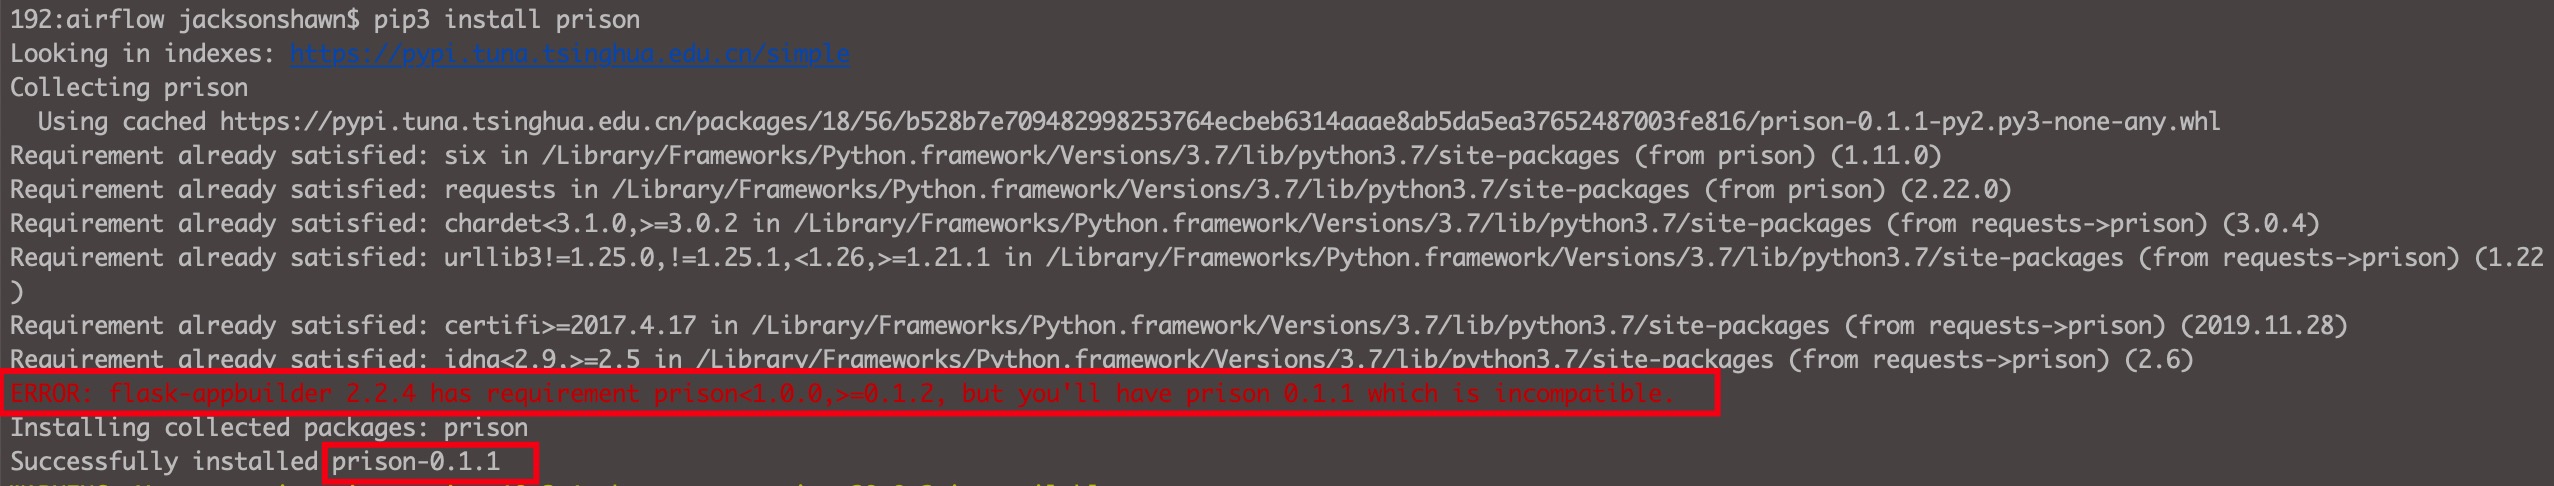 192:airflow jacksonshawn$ pip3 install prison
Looking in indexes: https://pypi.tuna.tsinghua.edu.cn/simple
Collecting prison
  Using cached https://pypi.tuna.tsinghua.edu.cn/packages/18/56/b528b7e709482998253764ecbeb6314aaae8ab5da5ea37652487003fe816/prison-0.1.1-py2.py3-none-any.whl
Requirement already satisfied: six in /Library/Frameworks/Python.framework/Versions/3.7/lib/python3.7/site-packages (from prison) (1.11.0)
Requirement already satisfied: requests in /Library/Frameworks/Python.framework/Versions/3.7/lib/python3.7/site-packages (from prison) (2.22.0)
Requirement already satisfied: chardet<3.1.0,>=3.0.2 in /Library/Frameworks/Python.framework/Versions/3.7/lib/python3.7/site-packages (from requests->prison) (3.0.4)
Requirement already satisfied: urllib3!=1.25.0,!=1.25.1,<1.26,>=1.21.1 in /Library/Frameworks/Python.framework/Versions/3.7/lib/python3.7/site-packages (from requests->prison) (1.22
)
Requirement already satisfied: certifi>=2017.4.17 in /Library/Frameworks/Python.framework/Versions/3.7/lib/python3.7/site-packages (from requests->prison) (2019.11.28)
Requirement already satisfied: idna<2.9,>=2.5 in /Library/Frameworks/Python.framework/Versions/3.7/lib/python3.7/site-packages (from requests->prison) (2.6)
ERROR: flask-appbuilder 2.2.4 has requirement prison<1.0.0,>=0.1.2, but you'll have prison 0.1.1 which is incompatible.
Installing collected packages: prison
Successfully installed prison-0.1.1